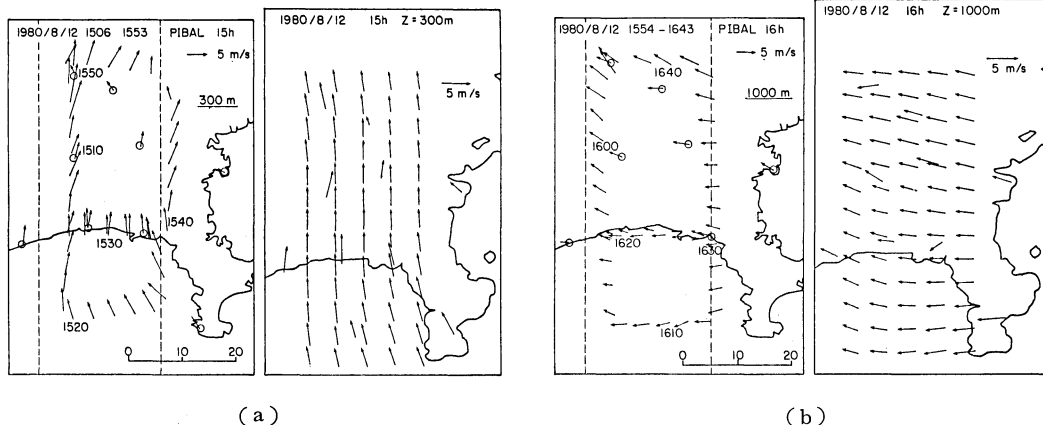 1980/8/12 1506 1553 PIBAL 15h
5 m/s
1550
300 m
1510
1540
1530
1520
0 10 20
1980/8/12 15h Z=300m
5 m/s
(a)
1980/8/12 1554-1643 PIBAL 16h
5 m/s
1640
1000 m
1600
1620
1630
1610
0 10 20
1980/8/12 16h Z=1000m
5 m/s
(b)